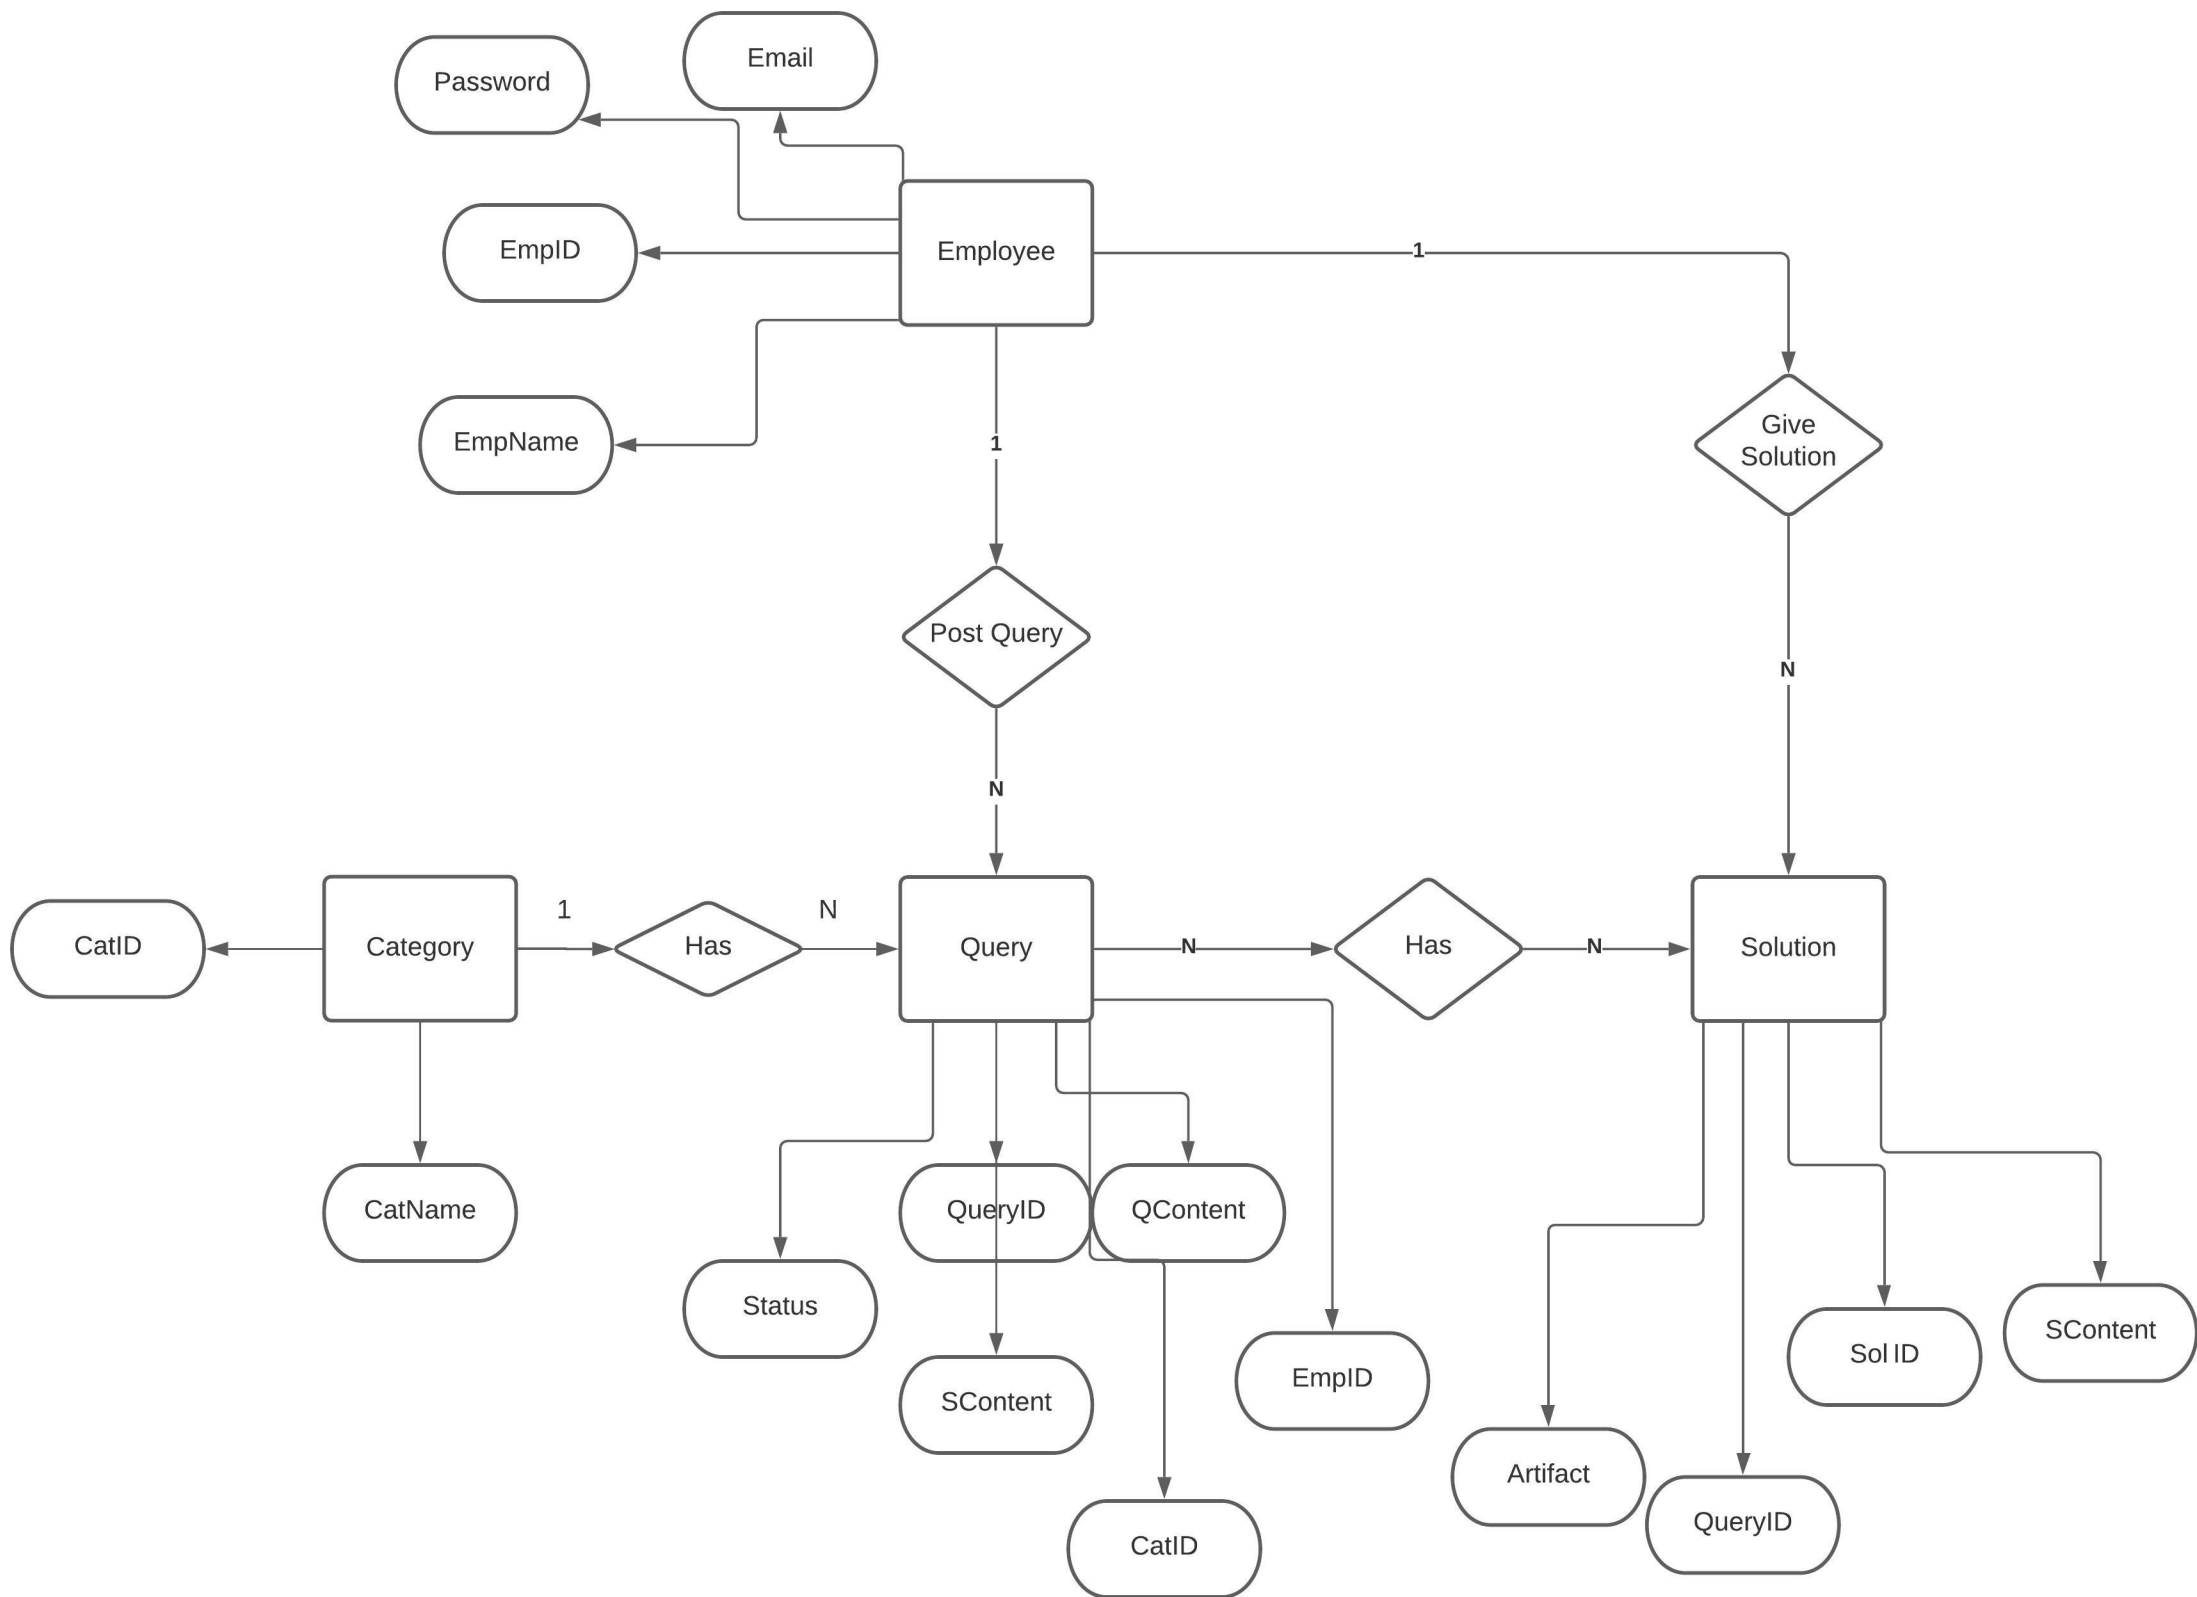 Email
Password
Employee
EmpID
1
Give
Solution
EmpName
1
Post Query
N
N
1
N
CatID
Category
Has
Query
N
Has
N
Solution
CatName
QueryID
QContent
Status
SContent
EmpID
Sol ID
SContent
Artifact
QueryID
CatID